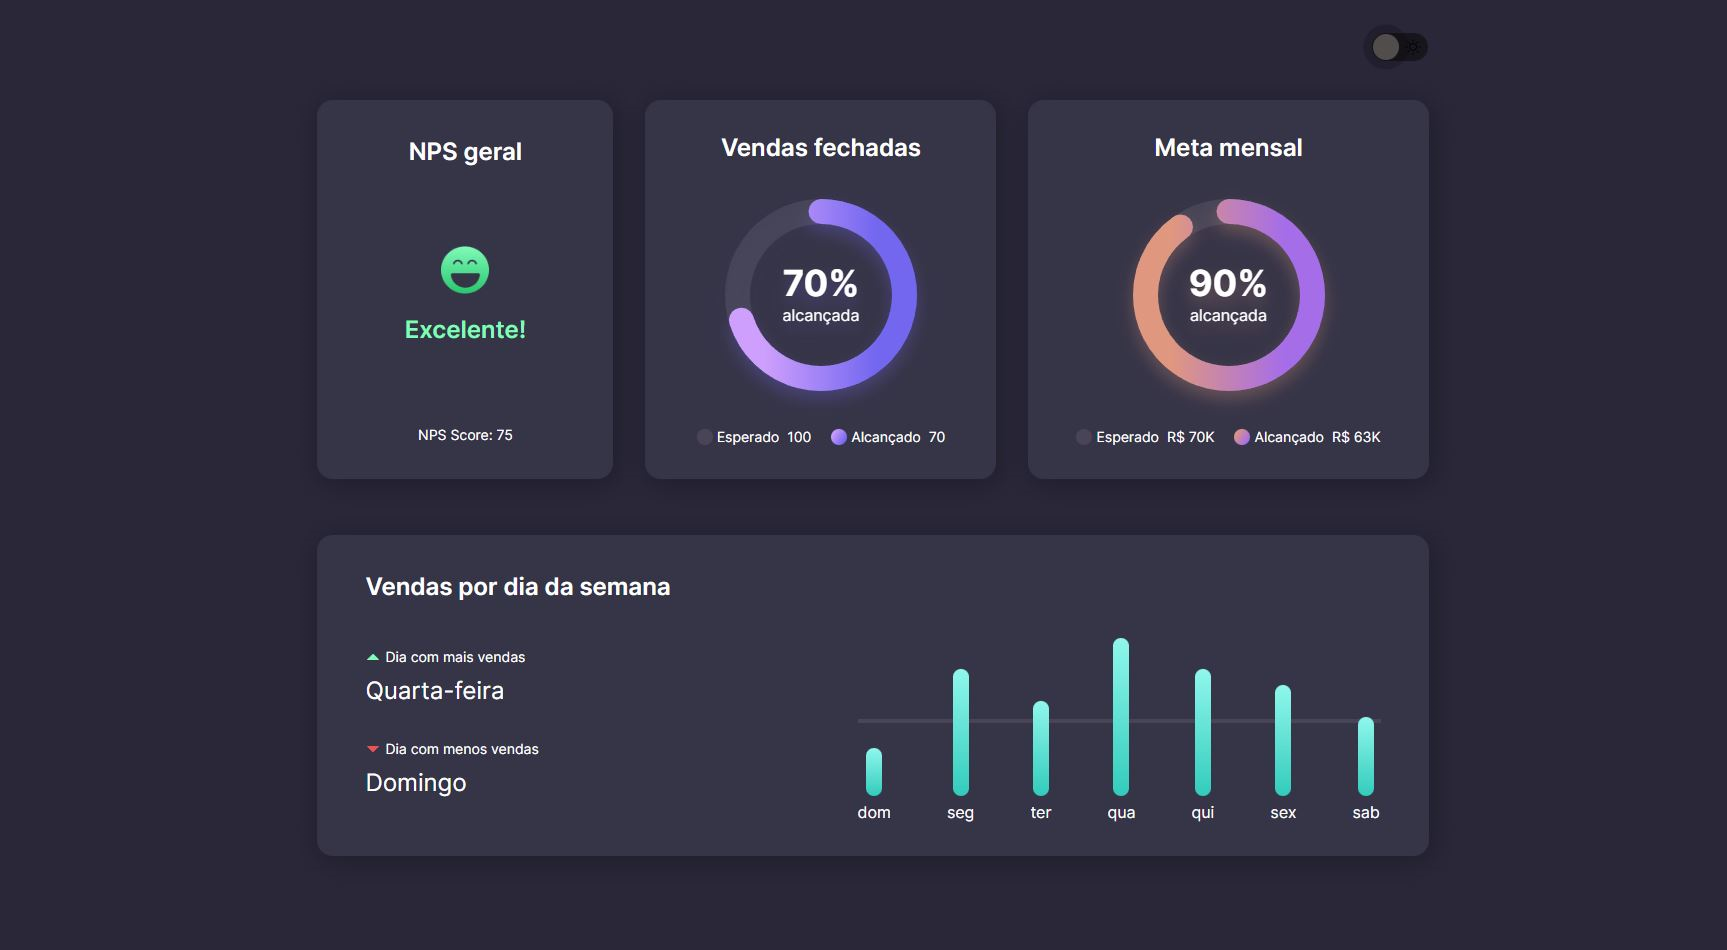 NPS geral
Excelente!
NPS Score: 75
Vendas fechadas
70%
alcançada
Esperado 100 Alcançado 70
Meta mensal
90%
alcançada
Esperado R$ 70K Alcançado R$ 63K
Vendas por dia da semana
Dia com mais vendas
Quarta-feira
Dia com menos vendas
Domingo
dom seg ter qua qui sex sab